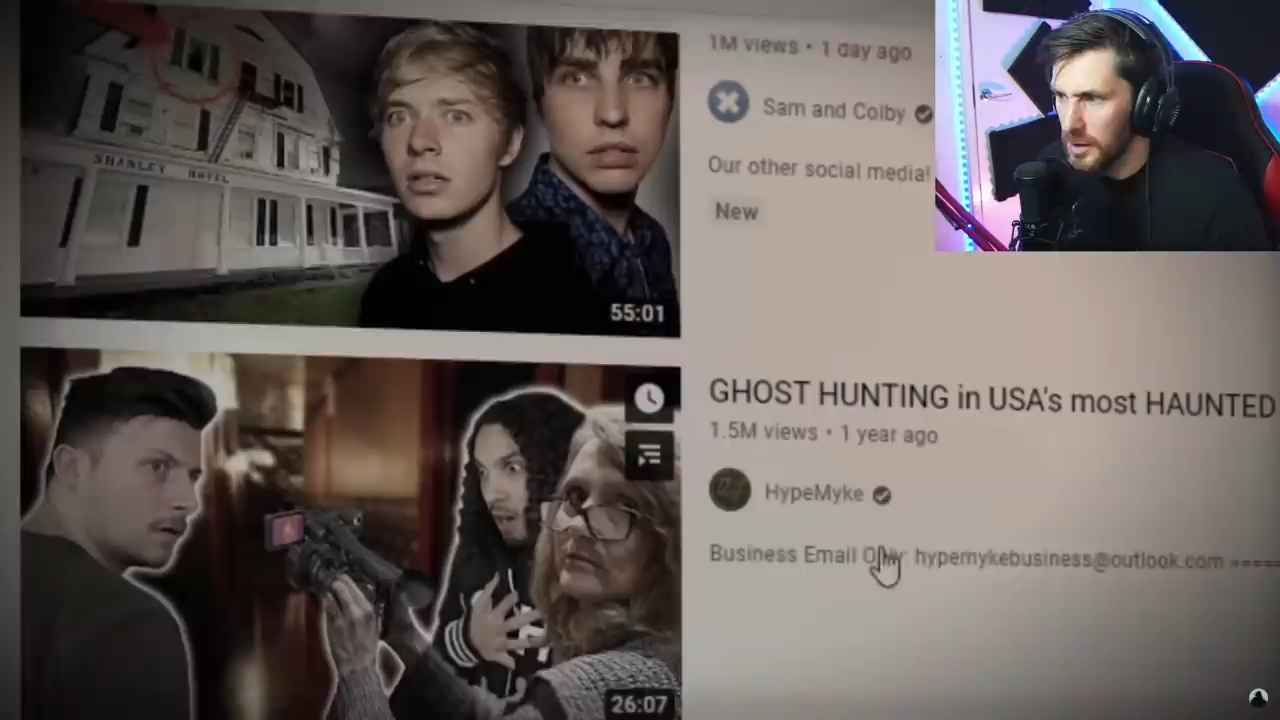 1M views • 1 day ago
Sam and Colby
Our other social media!
New
SHANLEY HOTEL
55:01
GHOST HUNTING in USA's most HAUNTED
1.5M views • 1 year ago
HypeMyke
Business Email hypemykebusiness@outlook.com =====
26:07